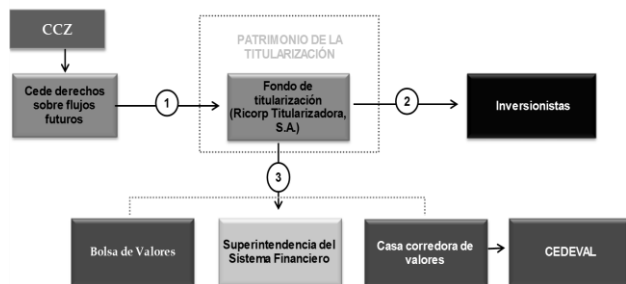 CCZ
PATRIMONIO DE LA
TITULARIZACIÓN
Cede derechos
sobre flujos
futuros
1
Fondo de
titularización
(Ricorp Titularizadora,
S.A.)
2
Inversionistas
3
Bolsa de Valores
Superintendencia del
Sistema Financiero
Casa corredora de
valores
CEDEVAL